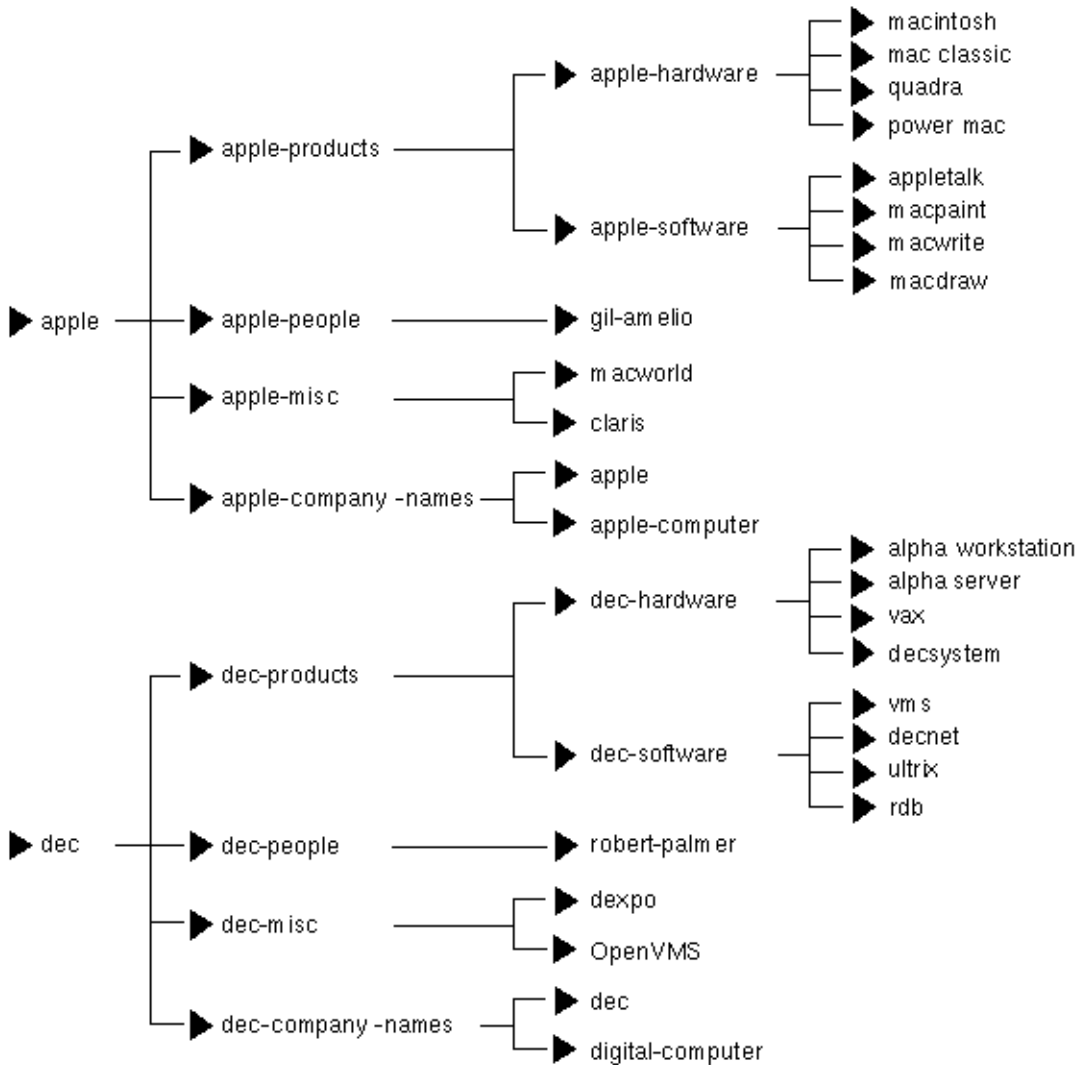 macintosh
mac classic
apple-hardware
quadra
power mac
apple-products
appletalk
macpaint
apple-software
macwrite
macdraw
apple
apple-people
gil-amelio
macworld
apple-misc
claris
apple
apple-company -names
apple-computer
alpha workstation
alpha server
dec-hardware
vax
decsystem
dec-products
vms
decnet
dec-software
ultrix
rdb
dec
dec-people
robert-palmer
dexpo
dec-misc
OpenVMS
dec
dec-company -names
digital-computer